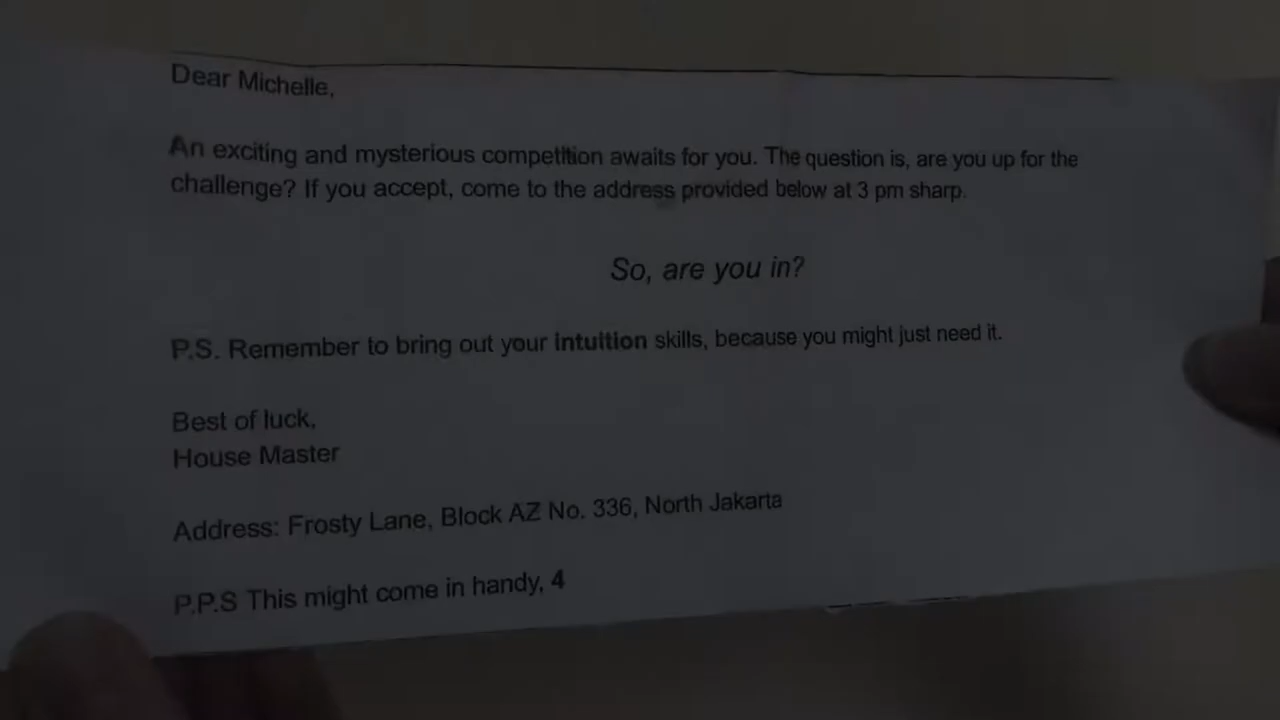 Dear Michelle,
An exciting and mysterious competition awaits for you. The question is, are you up for the
challenge? If you accept, come to the address provided below at 3 pm sharp.
So, are you in?
P.S. Remember to bring out your intuition skills, because you might just need it.
Best of luck,
House Master
Address: Frosty Lane, Block AZ No. 336, North Jakarta
P.P.S This might come in handy, 4